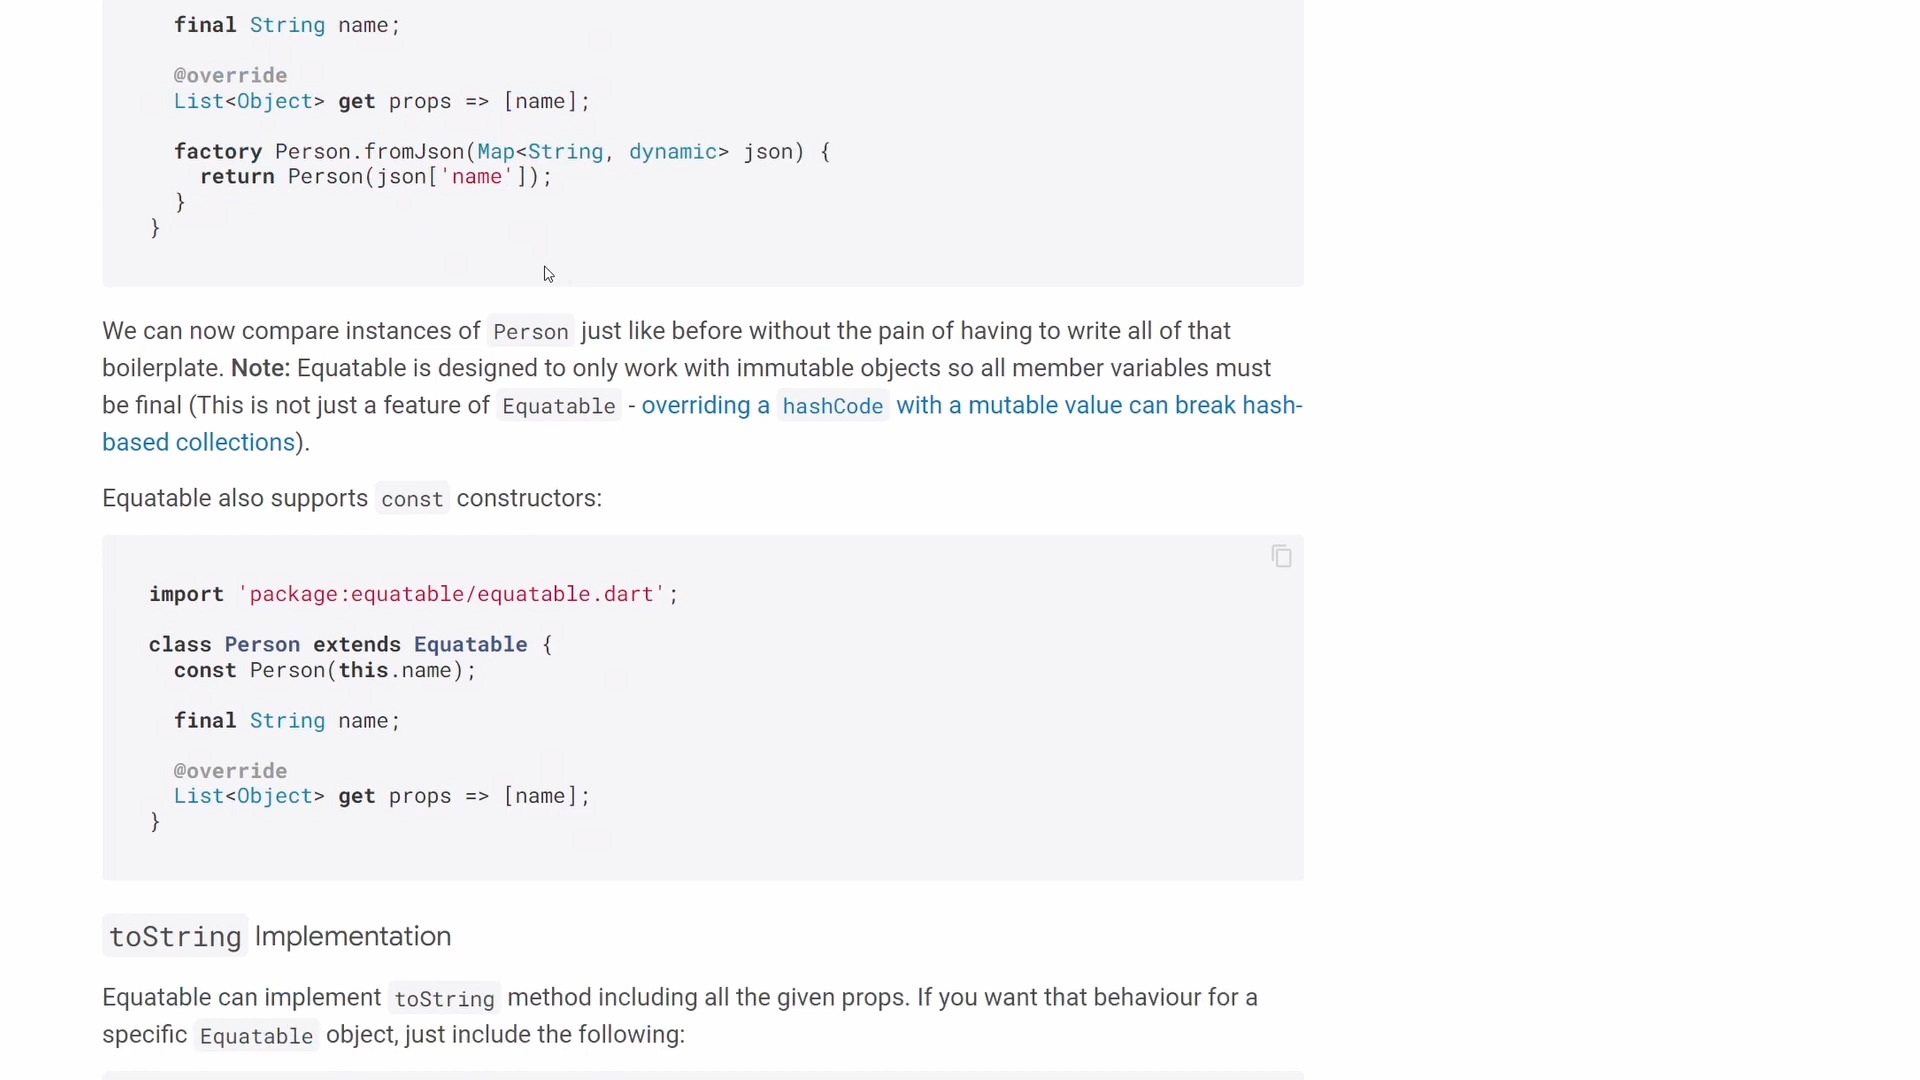 final String name;
@override
List<Object> get props => [name];
factory Person.fromJson(Map<String, dynamic> json) {
return Person(json['name']);
}
}
We can now compare instances of Person just like before without the pain of having to write all of that
boilerplate. Note: Equatable is designed to only work with immutable objects so all member variables must
be final (This is not just a feature of Equatable - overriding a hashCode with a mutable value can break hash-
based collections).
Equatable also supports const constructors:
import 'package:equatable/equatable.dart';
class Person extends Equatable {
const Person(this.name);
final String name;
@override
List<Object> get props => [name];
}
toString Implementation
Equatable can implement toString method including all the given props. If you want that behaviour for a
specific Equatable object, just include the following: